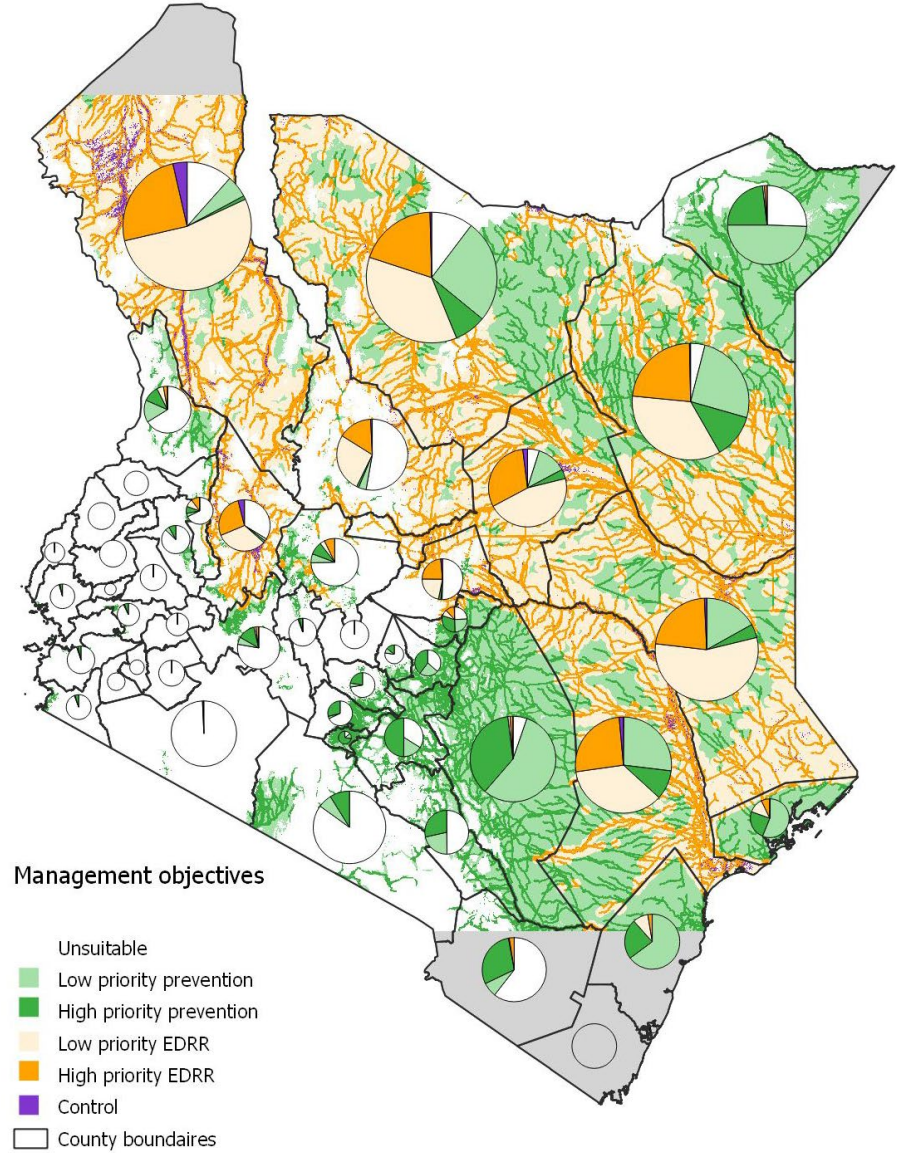 Management objectives
Unsuitable
Low priority prevention
High priority prevention
Low priority EDRR
High priority EDRR
Control
County boundaires